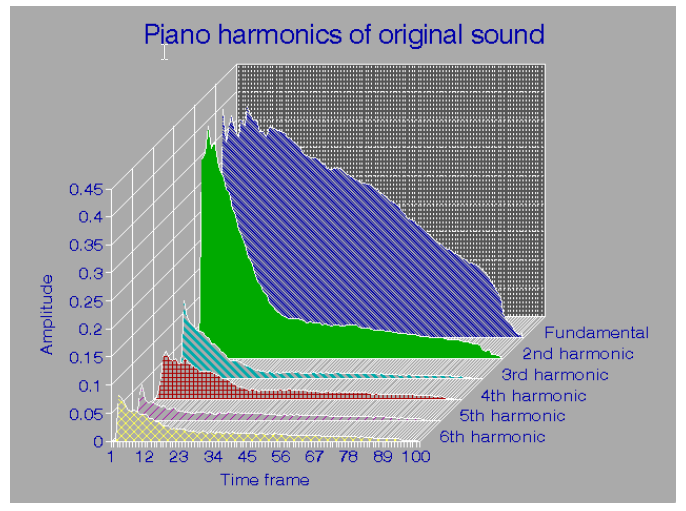 Piano harmonics of original sound
0.45
0.4
0.35
0.3
0.25
0.2
0.15
0.1
0.05
0
Amplitude
Fundamental
2nd harmonic
3rd harmonic
4th harmonic
5th harmonic
6th harmonic
1 12 23 34 45 56 67 78 89 100
Time frame